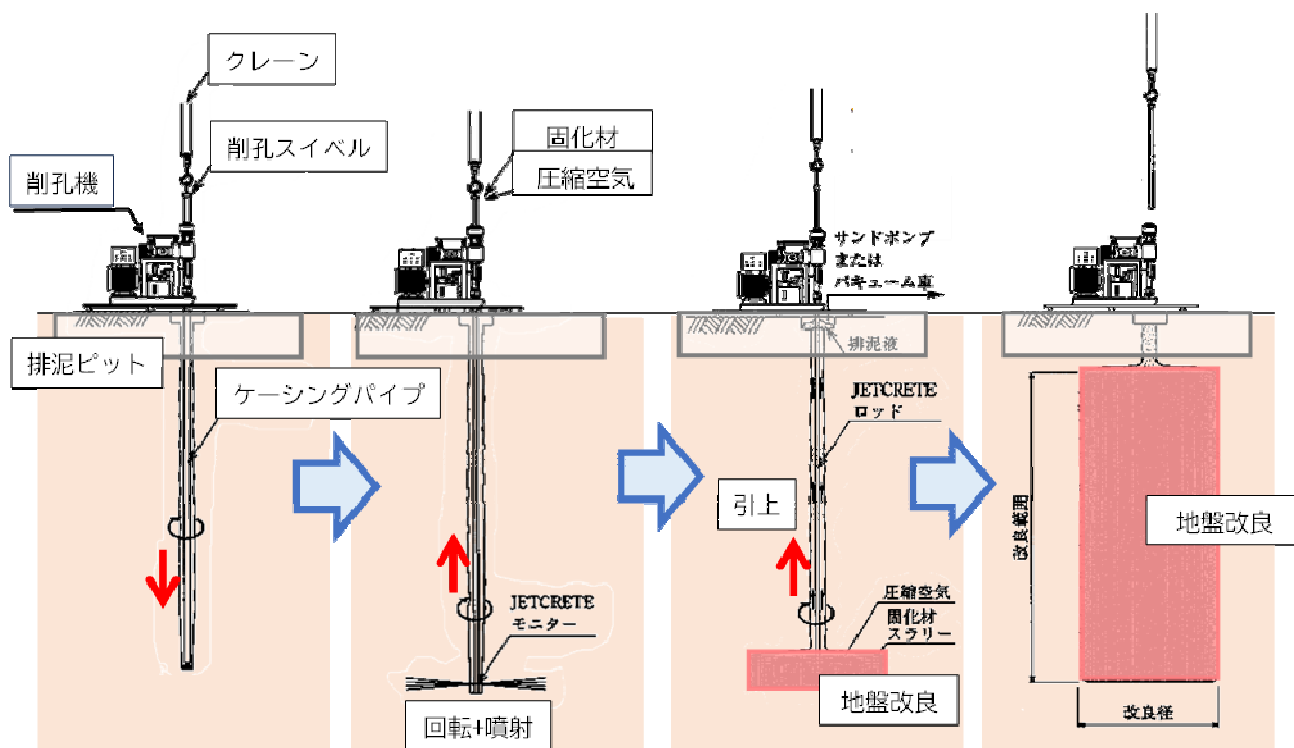 クレーン
削孔スイベル
削孔機
排泥ピット
ケーシングパイプ
固化材
圧縮空気
JETCRETE
モニター
回転+噴射
サンドポンプ
または
バキューム車
排泥液
JETCRETE
ロッド
引上
圧縮空気
固化材
スラリー
地盤改良
改良範囲
地盤改良
改良径